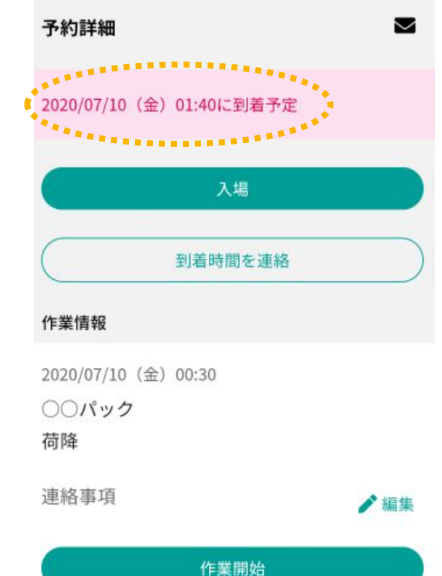 予約詳細
2020/07/10（金）01:40に到着予定
入場
到着時間を連絡
作業情報
2020/07/10（金）00:30
〇〇パック
荷降
連絡事項
編集
作業開始